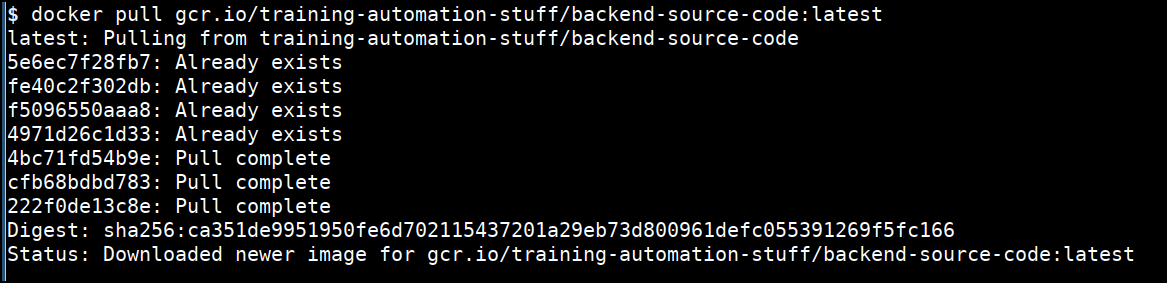 $ docker pull gcr.io/training-automation-stuff/backend-source-code:latest
latest: Pulling from training-automation-stuff/backend-source-code
5e6ec7f28fb7: Already exists
fe40c2f302db: Already exists
f5096550aaa8: Already exists
4971d26c1d33: Already exists
4bc71fd54b9e: Pull complete
cfb68bdbd783: Pull complete
222f0de13c8e: Pull complete
Digest: sha256:ca351de9951950fe6d702115437201a29eb73d800961defc055391269f5fc166
Status: Downloaded newer image for gcr.io/training-automation-stuff/backend-source-code:latest